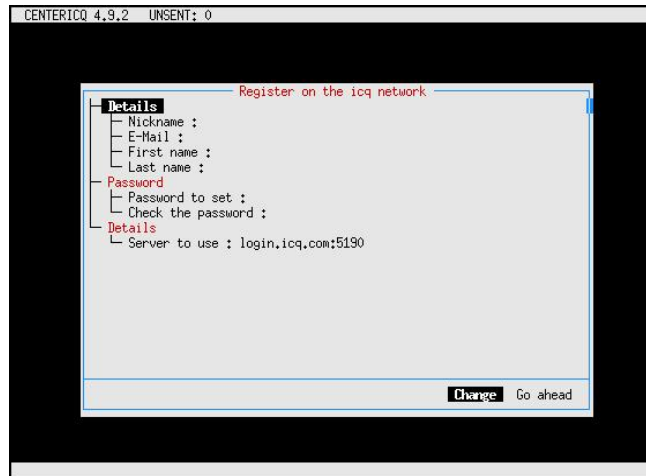 CENTERICQ 4.9.2 UNSENT: 0
Register on the icq network
Details
Nickname :
E-Mail :
First name :
Last name :
Password
Password to set :
Check the password :
Details
Server to use : login.icq.com:5190
Change Go ahead